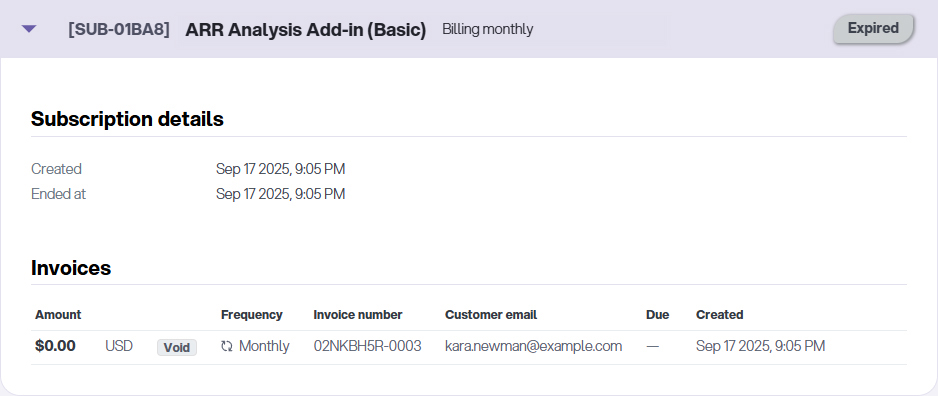 [SUB-01BA8] ARR Analysis Add-in (Basic) Billing monthly Expired
Subscription details
Created Sep 17 2025, 9:05 PM
Ended at Sep 17 2025, 9:05 PM
Invoices
Amount Frequency Invoice number Customer email Due Created
$0.00 USD Void Monthly 02NKBH5R-0003 kara.newman@example.com — Sep 17 2025, 9:05 PM